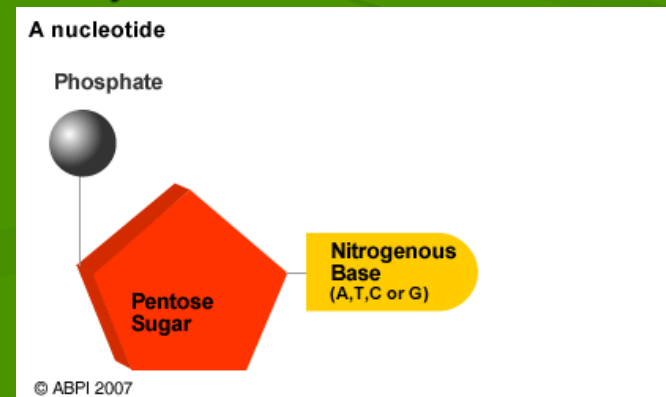 A nucleotide
Phosphate
Nitrogenous
Base
(A,T,C or G)
Pentose
Sugar
© ABPI 2007